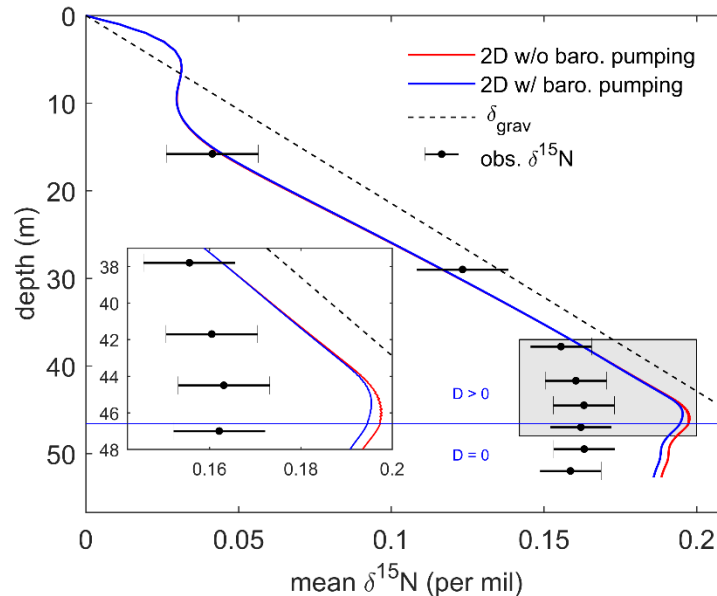 0
10
20
30
40
50
depth (m)
0
0.05
0.1
0.15
0.2
mean δ¹⁵N (per mil)
2D w/o baro. pumping
2D w/ baro. pumping
δgrav
obs. δ¹⁵N
38
40
42
44
46
48
0.16
0.18
0.2
D > 0
D = 0